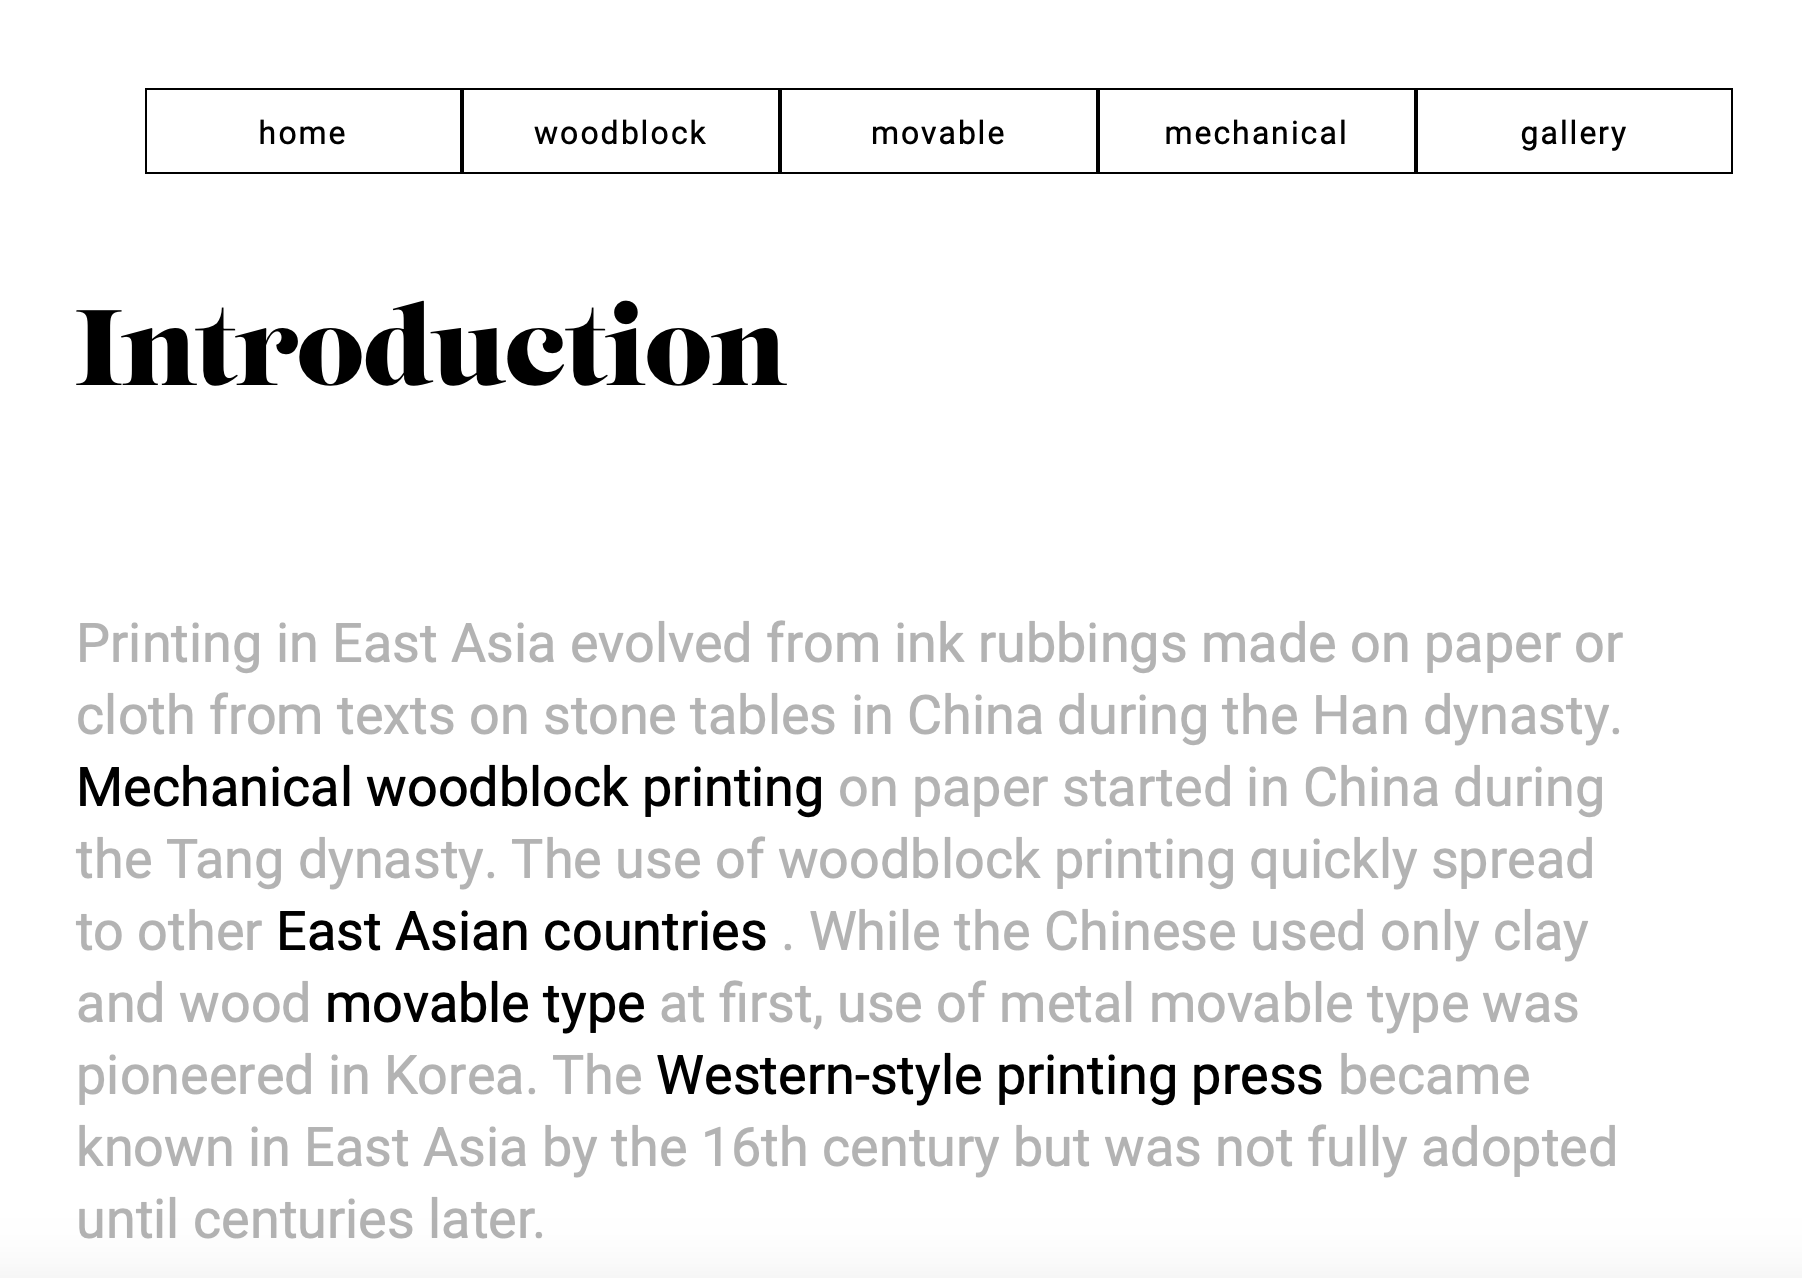 home
woodblock
movable
mechanical
gallery
Introduction
Printing in East Asia evolved from ink rubbings made on paper or
cloth from texts on stone tables in China during the Han dynasty.
Mechanical woodblock printing on paper started in China during
the Tang dynasty. The use of woodblock printing quickly spread
to other East Asian countries . While the Chinese used only clay
and wood movable type at first, use of metal movable type was
pioneered in Korea. The Western-style printing press became
known in East Asia by the 16th century but was not fully adopted
until centuries later.